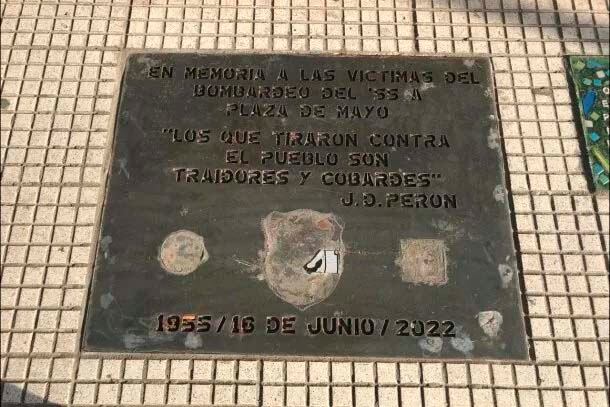 EN MEMORIA A LAS VICTIMAS DEL
BOMBARDEO DEL '55 A
PLAZA DE MAYO
"LOS QUE TIRARON CONTRA
EL PUEBLO SON
TRAIDORES Y COBARDES"
J.D.PERON
1955/16 DE JUNIO/2022